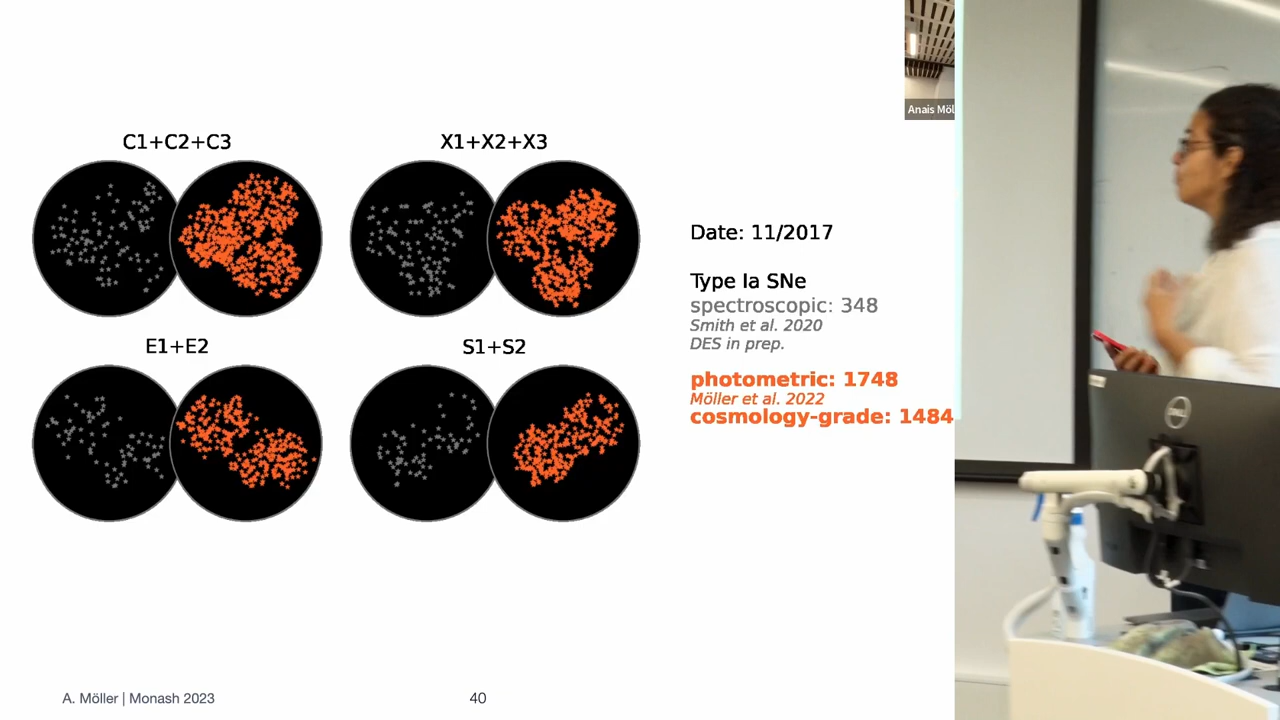 Anais Möl
C1+C2+C3
X1+X2+X3
E1+E2
S1+S2
Date: 11/2017
Type Ia SNe
spectroscopic: 348
Smith et al. 2020
DES in prep.
photometric: 1748
Möller et al. 2022
cosmology-grade: 1484
A. Möller | Monash 2023
40
DELL